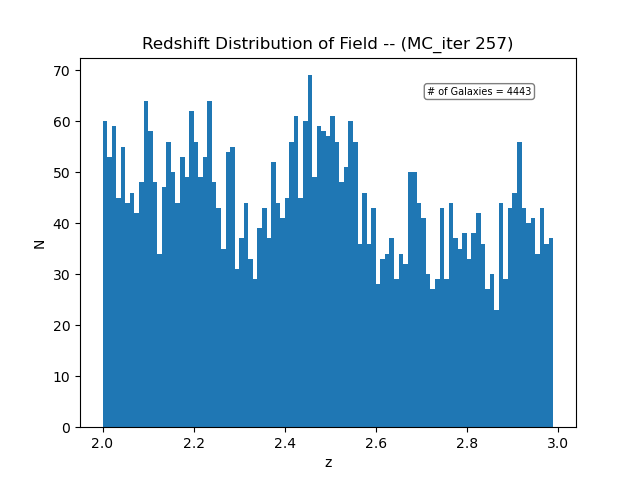 Redshift Distribution of Field -- (MC_iter 257)
# of Galaxies = 4443
70
60
50
40
30
20
10
0
N
2.0 2.2 2.4 2.6 2.8 3.0
z